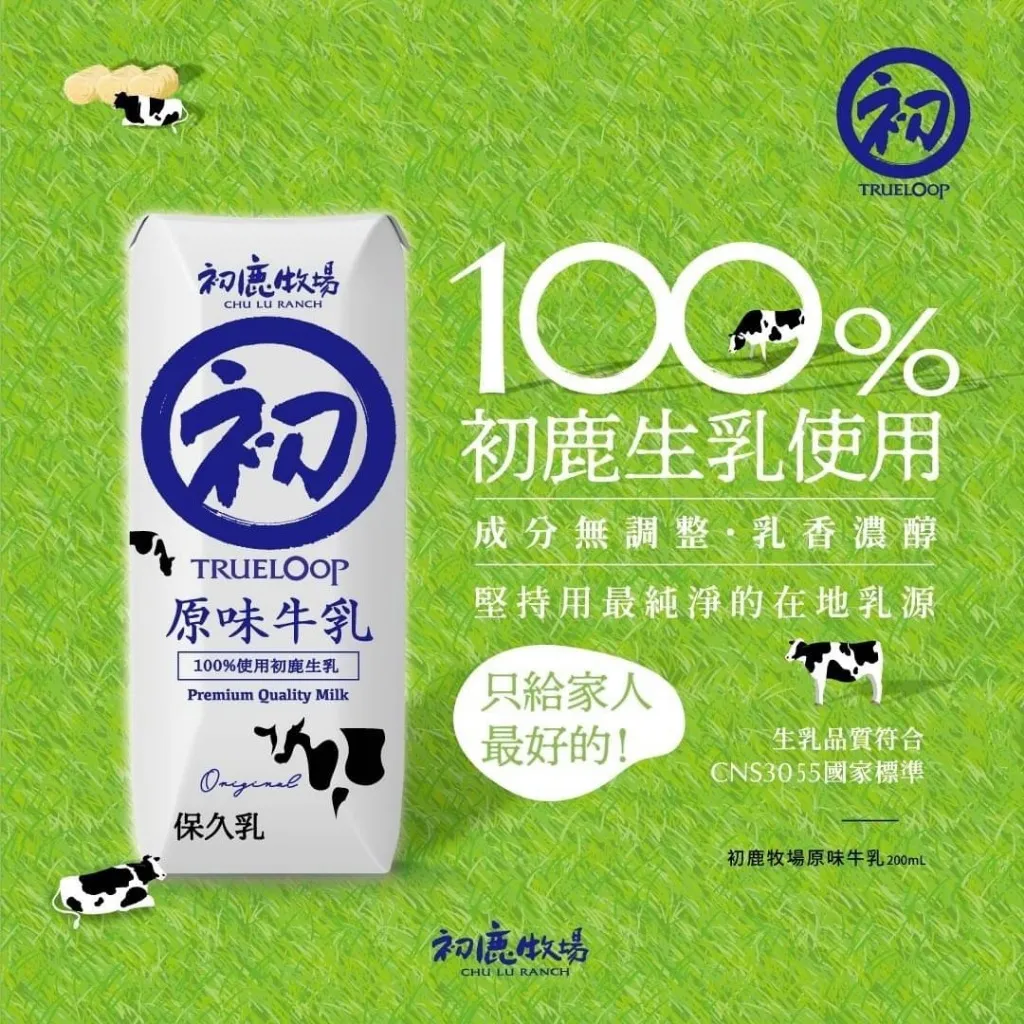 初
TRUELOOP
初鹿牧場
CHU LU RANCH
初
TRUELOOP
原味牛乳
100%使用初鹿生乳
Premium Quality Milk
Original
保久乳
100%
初鹿生乳使用
成分無調整·乳香濃醇
堅持用最純淨的在地乳源
只給家人
最好的!
生乳品質符合
CNS3055國家標準
初鹿牧場原味牛乳200mL
初鹿牧場
CHU LU RANCH